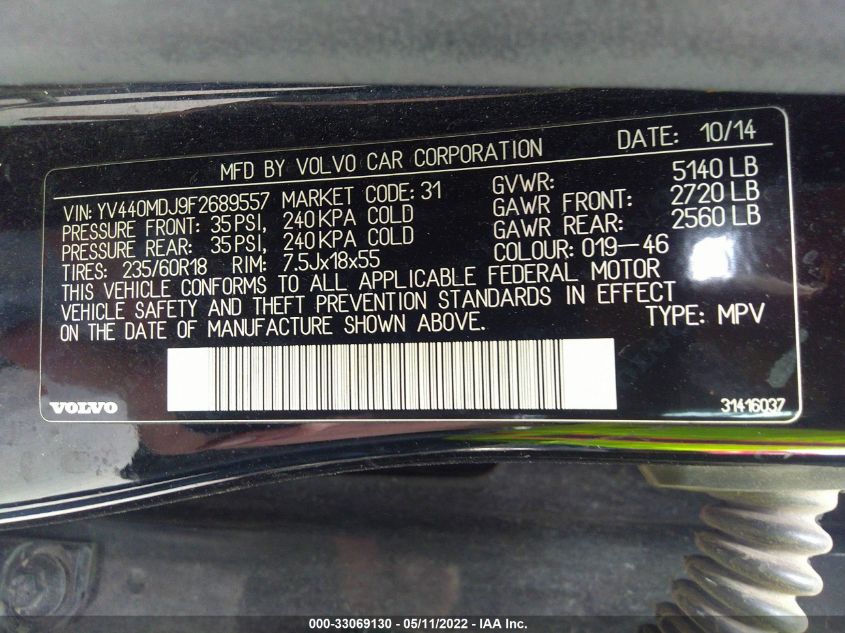 MFD BY VOLVO CAR CORPORATION DATE: 10/14
VIN: YV440MDJ9F2689557 MARKET CODE: 31 GVWR: 5140 LB
PRESSURE FRONT: 35 PSI, 240 KPA COLD GAWR FRONT: 2720 LB
PRESSURE REAR: 35 PSI, 240 KPA COLD GAWR REAR: 2560 LB
TIRES: 235/60R18 RIM: 7.5Jx18x55 COLOUR: 019-46
THIS VEHICLE CONFORMS TO ALL APPLICABLE FEDERAL MOTOR
VEHICLE SAFETY AND THEFT PREVENTION STANDARDS IN EFFECT
ON THE DATE OF MANUFACTURE SHOWN ABOVE. TYPE: MPV
VOLVO 31416037
000-33069130 - 05/11/2022 - IAA Inc.